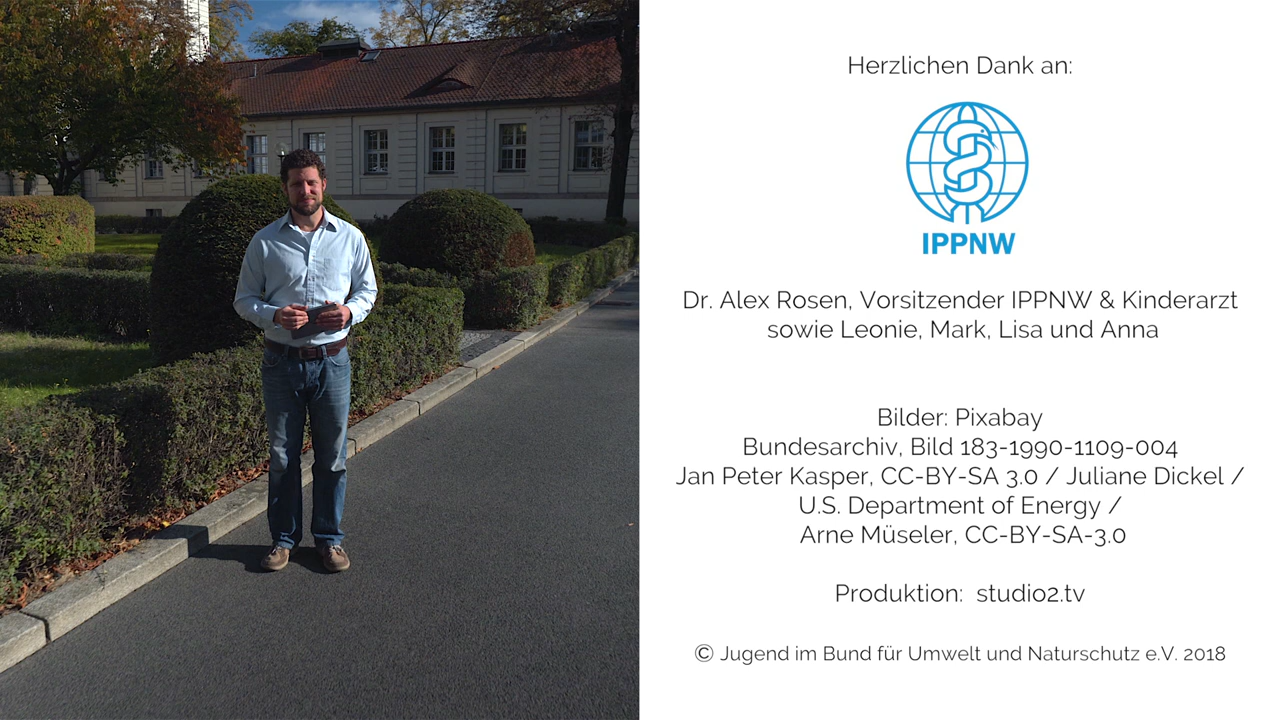 Herzlichen Dank an:
IPPNW
Dr. Alex Rosen, Vorsitzender IPPNW & Kinderarzt
sowie Leonie, Mark, Lisa und Anna
Bilder: Pixabay
Bundesarchiv, Bild 183-1990-1109-004
Jan Peter Kasper, CC-BY-SA 3.0 / Juliane Dickel /
U.S. Department of Energy /
Arne Müseler, CC-BY-SA-3.0
Produktion: studio2.tv
© Jugend im Bund für Umwelt und Naturschutz e.V. 2018